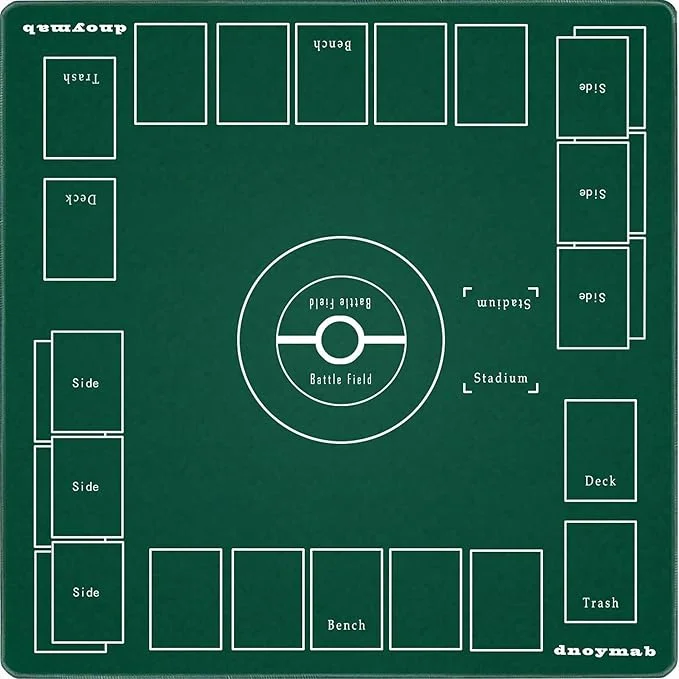 dnoymab
Trash
Bench
Side
Deck
Side
Side
Stadium
Battle Field
Battle Field
Stadium
Side
Side
Side
Deck
Trash
Bench
dnoymab